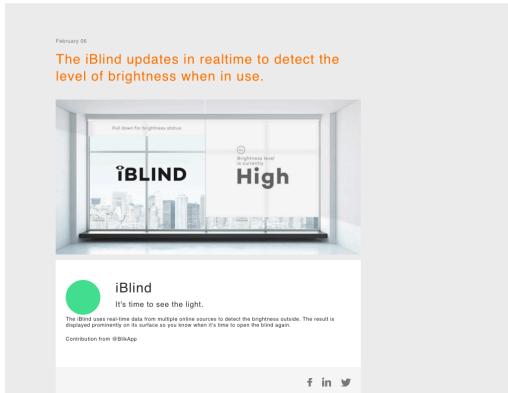 February 06
The iBlind updates in realtime to detect the
level of brightness when in use.
Pull down for brightness status
iBLIND
Brightness level
is currently
High
iBlind
It's time to see the light.
The iBlind uses real-time data from multiple online sources to detect the brightness outside. The result is
displayed prominently on its surface so you know when it's time to open the blind again.
Contribution from @BlikApp
f in